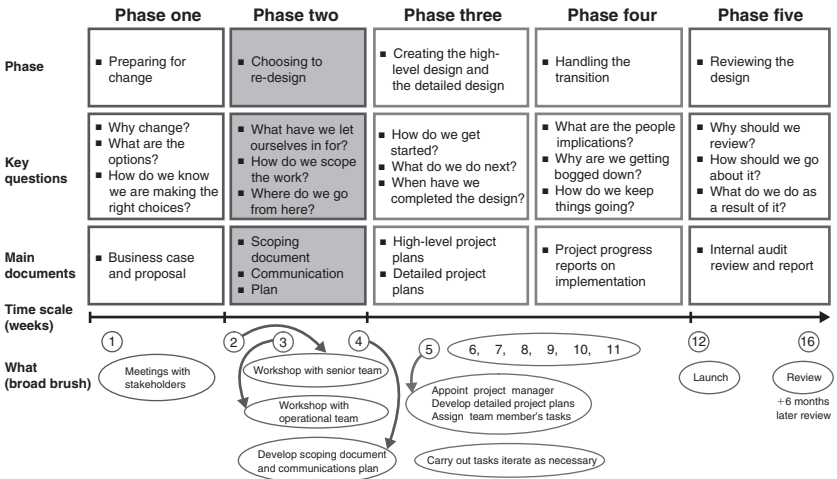 Phase one Phase two Phase three Phase four Phase five
Phase
▪ Preparing for
change
▪ Choosing to
re-design
▪ Creating the high-
level design and
the detailed design
▪ Handling the
transition
▪ Reviewing the
design
Key
questions
▪ Why change?
▪ What are the
options?
▪ How do we know
we are making the
right choices?
▪ What have we let
ourselves in for?
▪ How do we scope
the work?
▪ Where do we go
from here?
▪ How do we get
started?
▪ What do we do next?
▪ When have we
completed the design?
▪ What are the people
implications?
▪ Why are we getting
bogged down?
▪ How do we keep
things going?
▪ Why should we
review?
▪ How should we go
about it?
▪ What do we do as
a result of it?
Main
documents
▪ Business case
and proposal
▪ Scoping
document
▪ Communication
▪ Plan
▪ High-level project
plans
▪ Detailed project
plans
▪ Project progress
reports on
implementation
▪ Internal audit
review and report
Time scale
(weeks)
1 2 3 4 5 6, 7, 8, 9, 10, 11 12 16
What
(broad brush)
Meetings with
stakeholders
Workshop with senior team
Workshop with
operational team
Develop scoping document
and communications plan
Appoint project manager
Develop detailed project plans
Assign team member's tasks
Carry out tasks iterate as necessary
Launch
Review
+6 months
later review